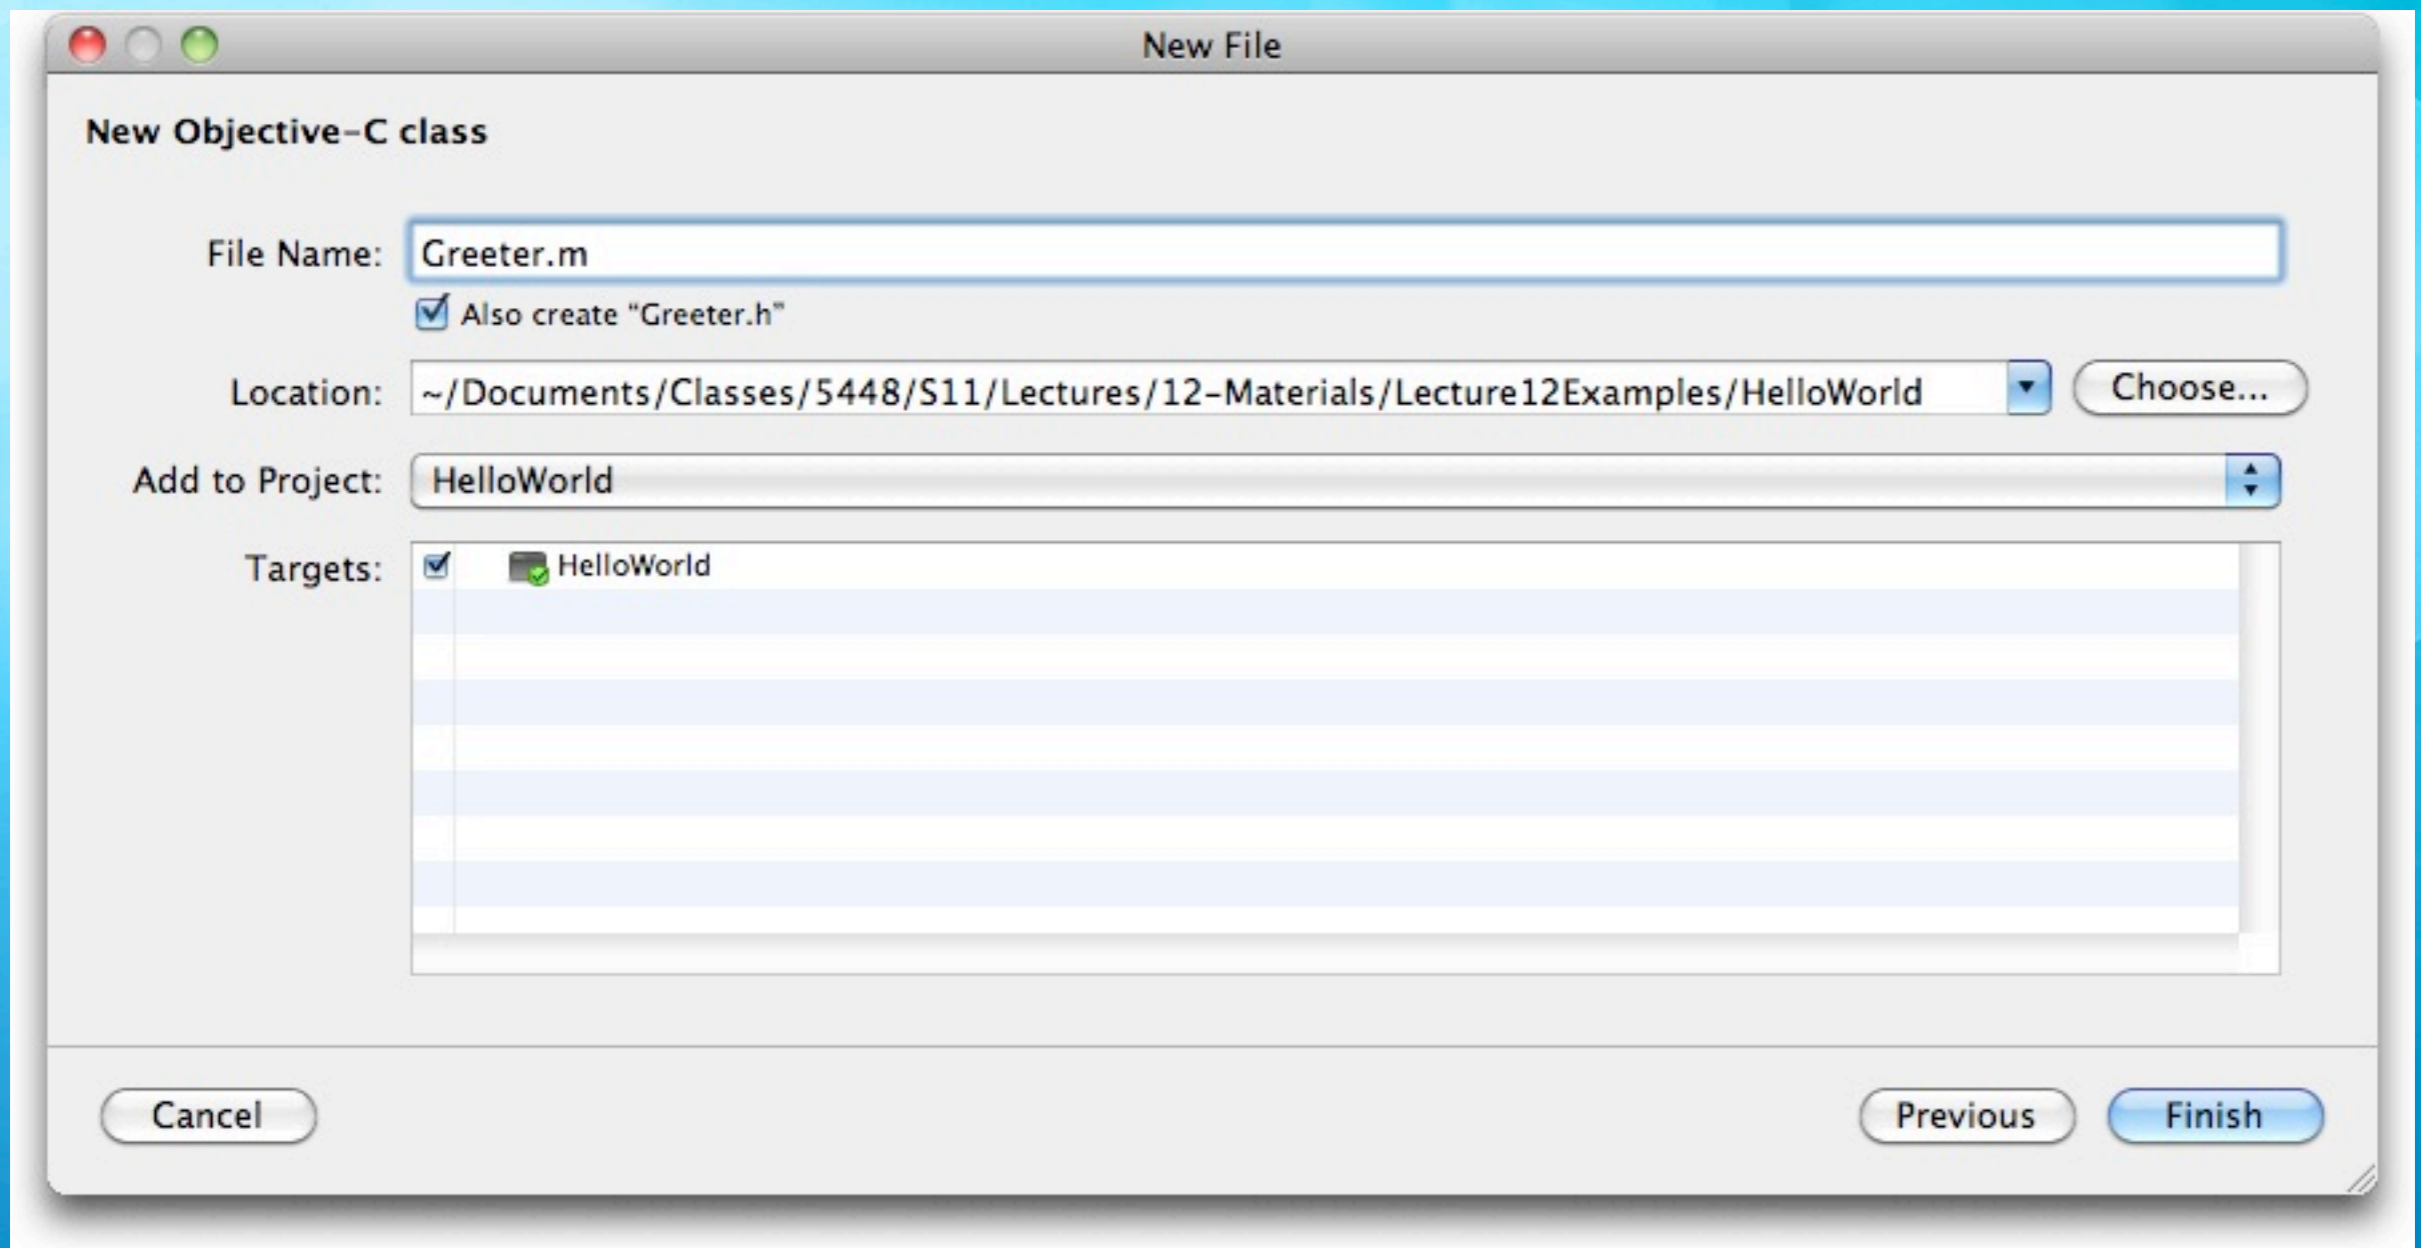 New File
New Objective-C class
File Name: Greeter.m
Also create “Greeter.h”
Location: ~/Documents/Classes/5448/S11/Lectures/12-Materials/Lecture12Examples/HelloWorld Choose...
Add to Project: HelloWorld
Targets: HelloWorld
Cancel Previous Finish